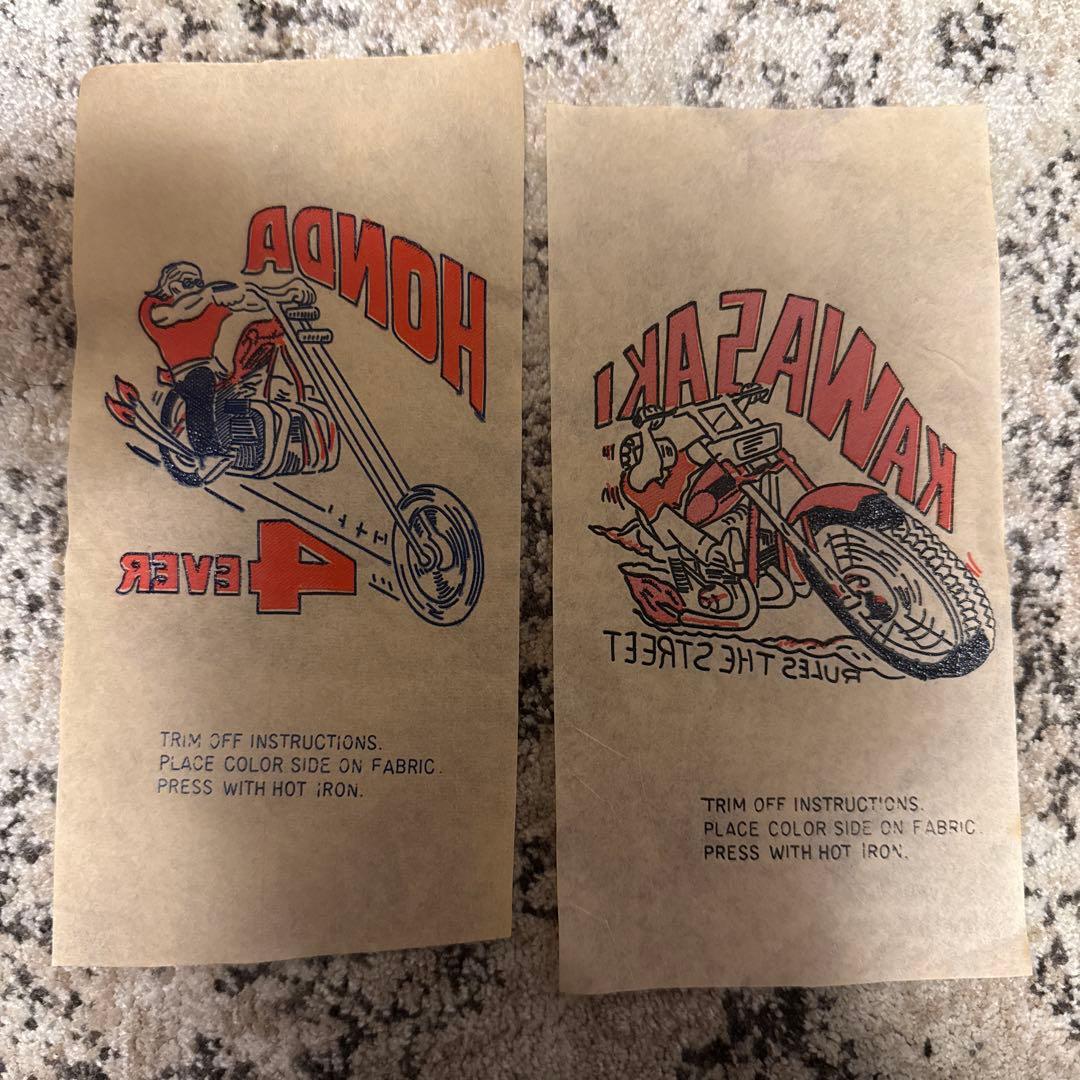 HONDA
4 EVER
TRIM OFF INSTRUCTIONS.
PLACE COLOR SIDE ON FABRIC.
PRESS WITH HOT IRON.
KAWASAKI
RULES THE STREET
TRIM OFF INSTRUCTIONS.
PLACE COLOR SIDE ON FABRIC.
PRESS WITH HOT IRON.